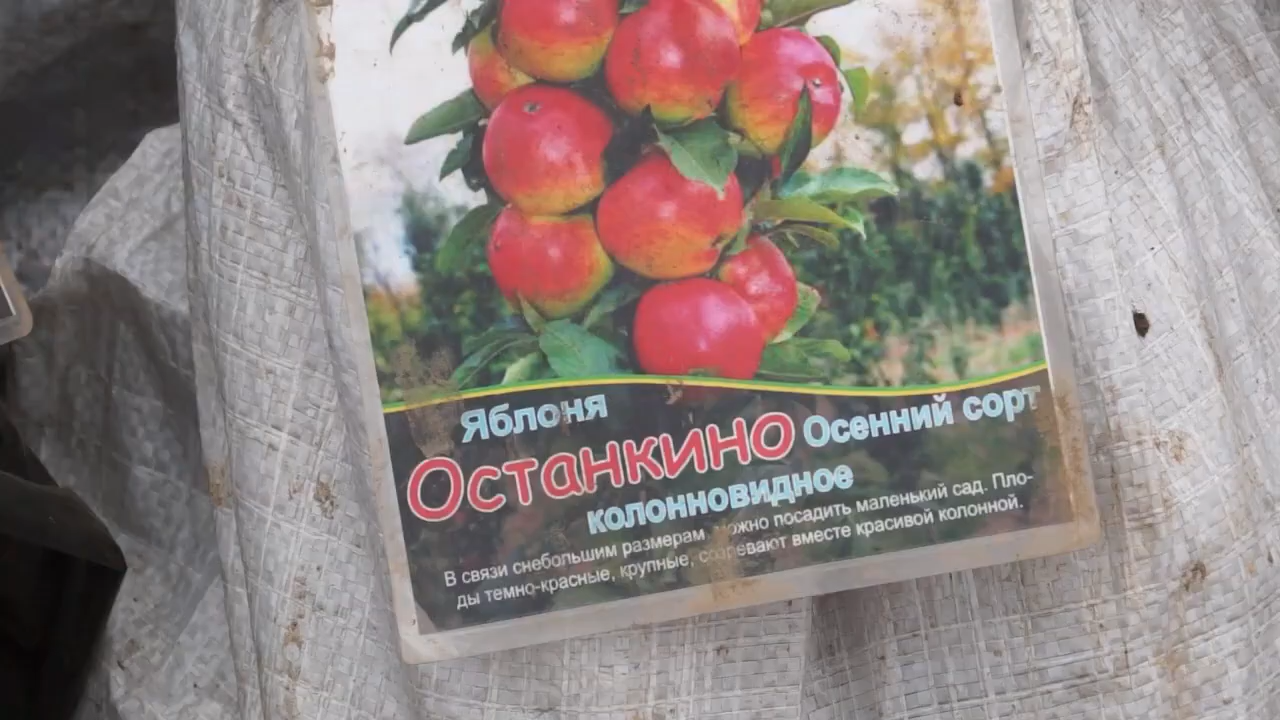 Яблоня
Останкино Осенний сорт
колонновидное
В связи снебольшим размерам можно посадить маленький сад. Пло-
ды темно-красные, крупные, созревают вместе красивой колонной.